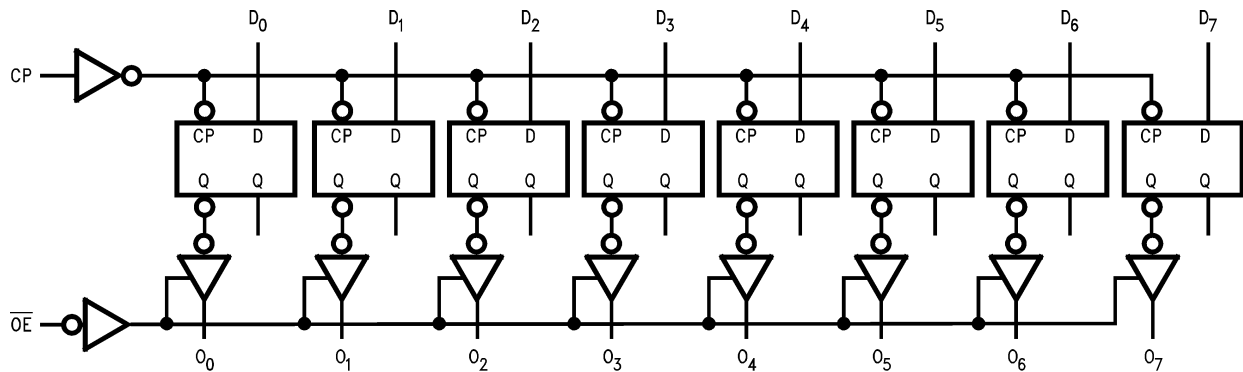 D0 D1 D2 D3 D4 D5 D6 D7
CP
CP D CP D CP D CP D CP D CP D CP D CP D
Q Q Q Q Q Q Q Q Q Q Q Q Q Q Q Q
O̅E̅
O0 O1 O2 O3 O4 O5 O6 O7